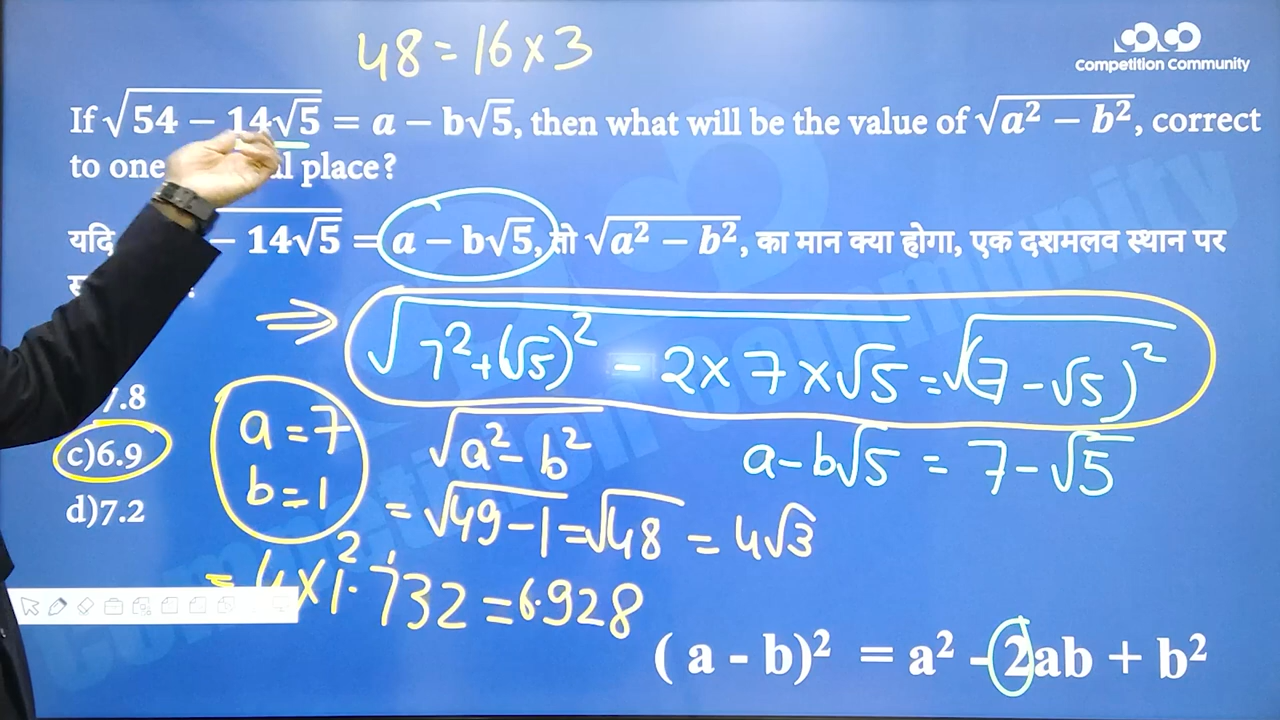 48 = 16 × 3
COCO
Competition Community
If √54 − 14√5 = a − b√5, then what will be the value of √a² − b², correct
to one place?
यदि − 14√5 = a − b√5, तो √a² − b², का मान क्या होगा, एक दशमलव स्थान पर
⇒ √7² + (√5)² − 2 × 7 × √5 = √(7 − √5)²
7.8
c)6.9
d)7.2
a = 7
b = 1
√a² − b²
= √49 − 1 = √48 = 4√3
a − b√5 = 7 − √5
= 4 × 1.732 = 6.928
( a - b)² = a² - 2ab + b²